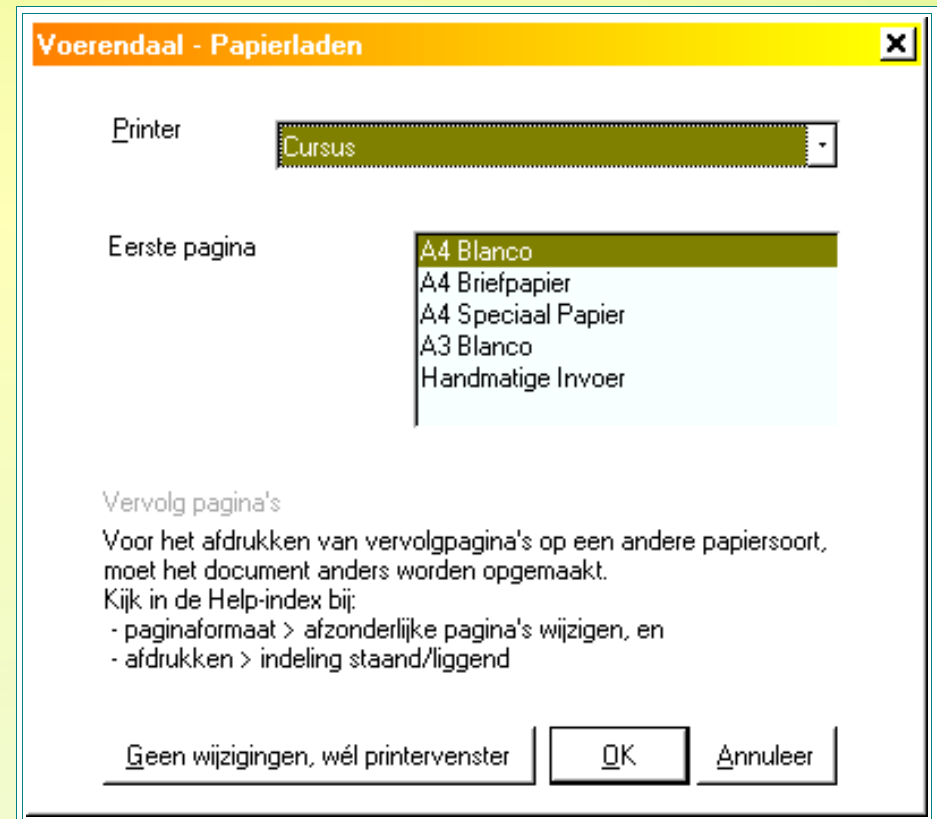 Voerendaal - Papierladen
Printer
Cursus
Eerste pagina
A4 Blanco
A4 Briefpapier
A4 Speciaal Papier
A3 Blanco
Handmatige Invoer
Vervolg pagina's
Voor het afdrukken van vervolgpagina's op een andere papiersoort,
moet het document anders worden opgemaakt.
Kijk in de Help-index bij:
- paginaformaat > afzonderlijke pagina's wijzigen, en
- afdrukken > indeling staand/liggend
Geen wijzigingen, wél printervenster
OK
Annuleer